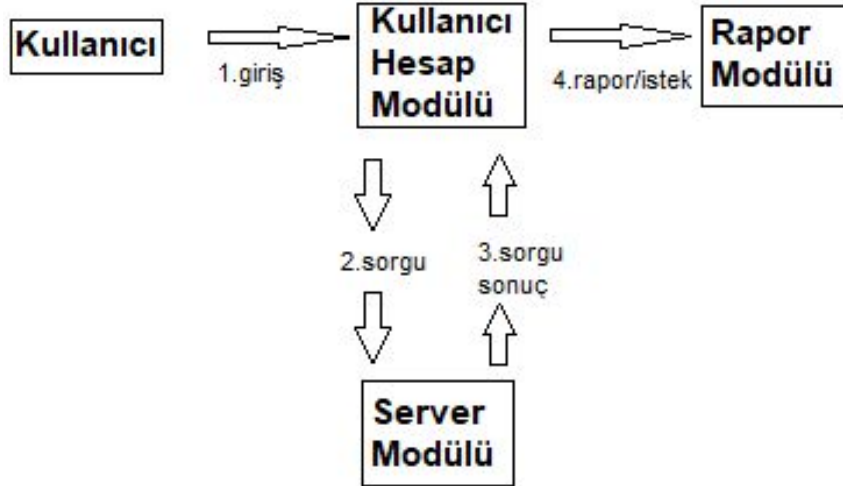 Kullanıcı
1.giriş
Kullanıcı
Hesap
Modülü
4.rapor/istek
Rapor
Modülü
2.sorgu
3.sorgu
sonuç
Server
Modülü